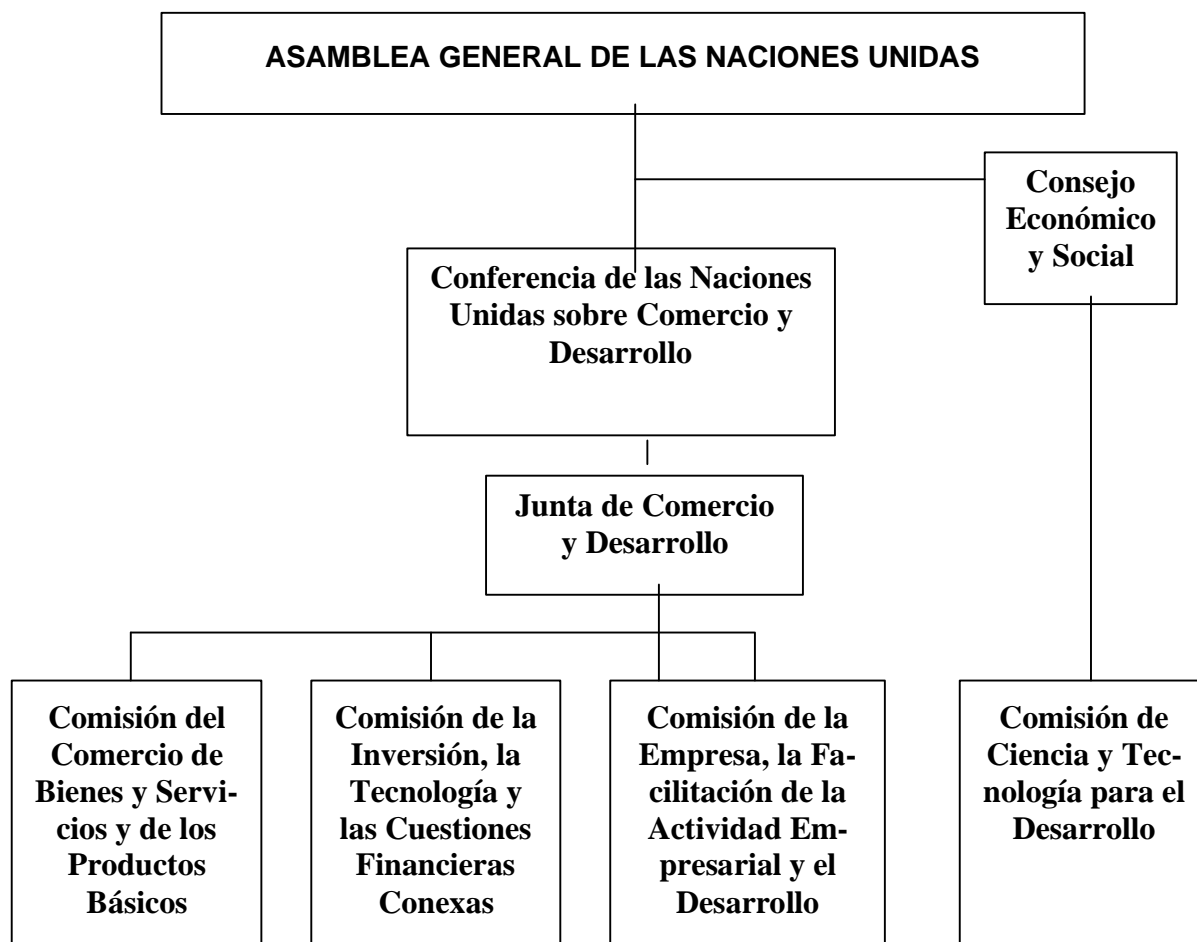 ASAMBLEA GENERAL DE LAS NACIONES UNIDAS
Consejo
Económico
y Social
Conferencia de las Naciones
Unidas sobre Comercio y
Desarrollo
Junta de Comercio
y Desarrollo
Comisión del
Comercio de
Bienes y Servi-
cios y de los
Productos
Básicos
Comisión de la
Inversión, la
Tecnología y
las Cuestiones
Financieras
Conexas
Comisión de la
Empresa, la Fa-
cilitación de la
Actividad Em-
presarial y el
Desarrollo
Comisión de
Ciencia y Tec-
nología para el
Desarrollo